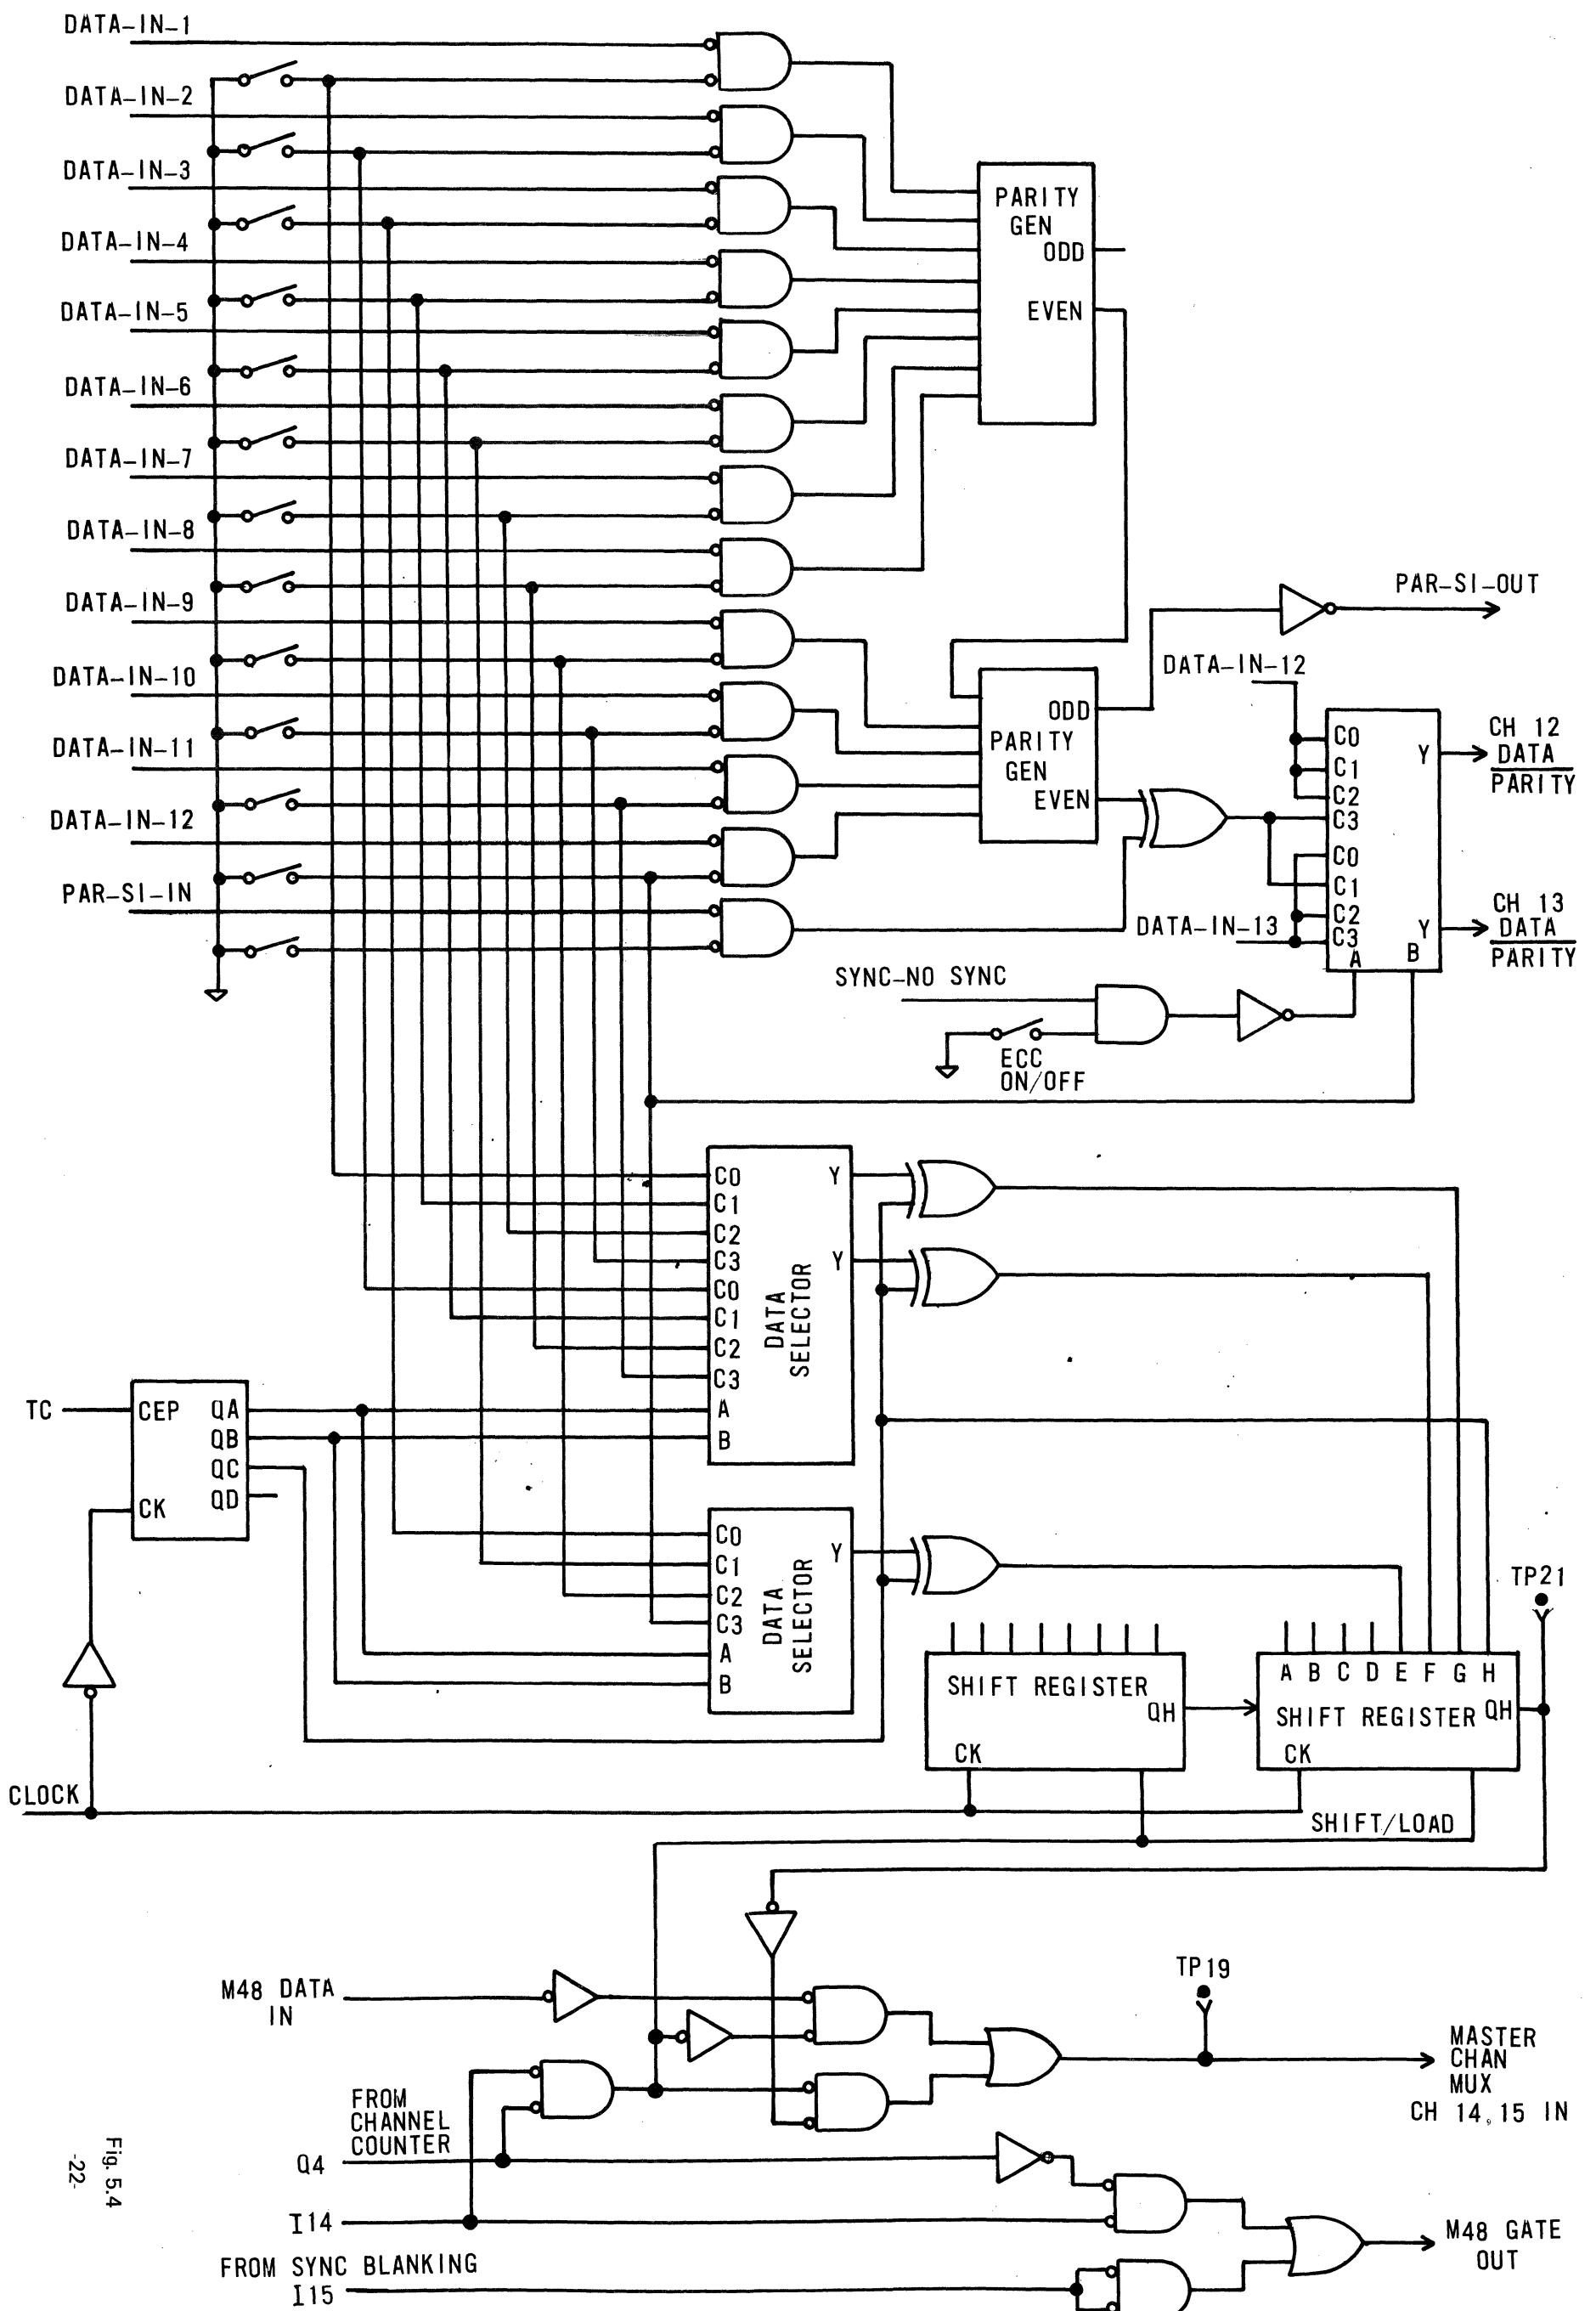 DATA-IN-1
DATA-IN-2
DATA-IN-3
DATA-IN-4
DATA-IN-5
DATA-IN-6
DATA-IN-7
DATA-IN-8
DATA-IN-9
DATA-IN-10
DATA-IN-11
DATA-IN-12
PAR-SI-IN
PARITY
GEN
ODD
EVEN
PAR-SI-OUT
ODD
PARITY
GEN
EVEN
DATA-IN-12
C0
C1
C2
C3
C0
C1
C2
C3
A
B
Y
Y
CH 12
DATA
PARITY
CH 13
DATA
PARITY
DATA-IN-13
SYNC-NO SYNC
ECC
ON/OFF
C0
C1
C2
C3
C0
C1
C2
C3
A
B
Y
Y
DATA
SELECTOR
TC
CEP
CK
QA
QB
QC
QD
C0
C1
C2
C3
A
B
Y
DATA
SELECTOR
TP21
SHIFT REGISTER
QH
CK
A B C D E F G H
SHIFT REGISTER
QH
CK
CLOCK
SHIFT/LOAD
M48 DATA
IN
TP19
MASTER
CHAN
MUX
CH 14, 15 IN
FROM
CHANNEL
COUNTER
Q4
I14
FROM SYNC BLANKING
I15
M48 GATE
OUT
Fig. 5.4
-22-